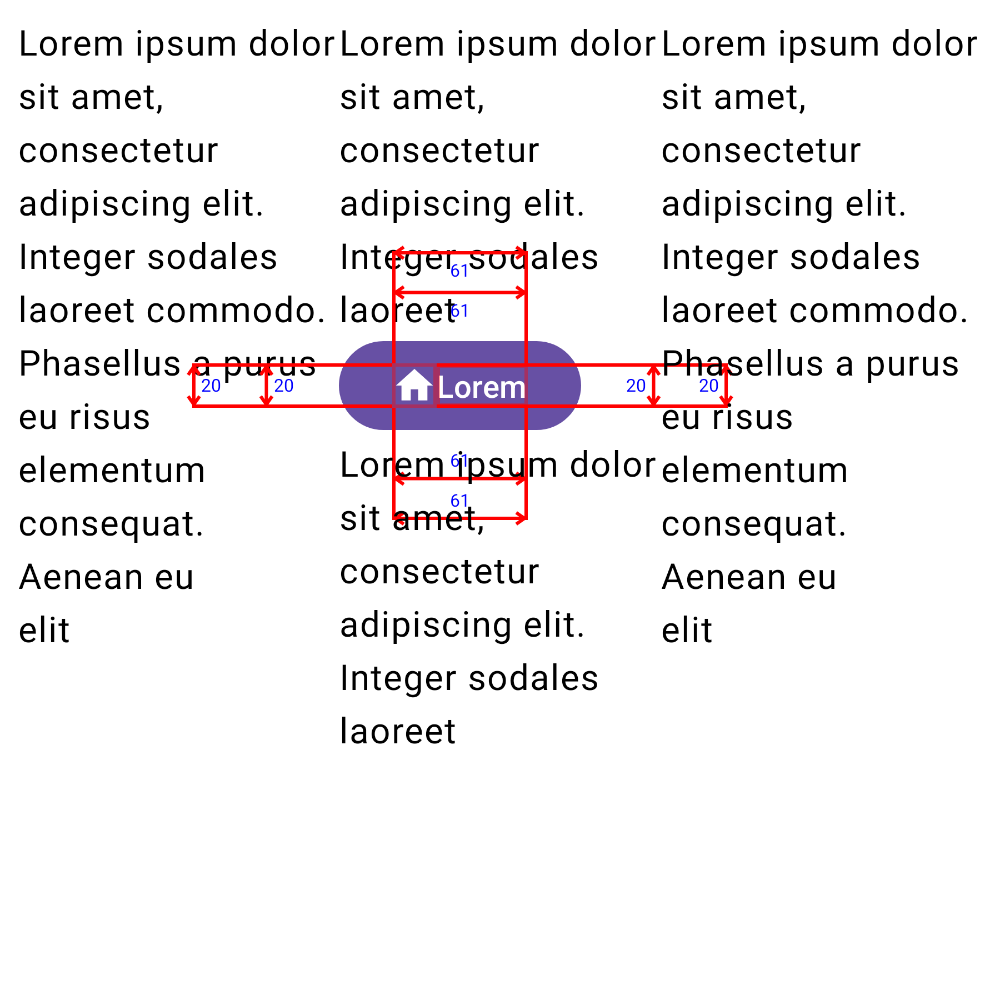 Lorem ipsum dolor
sit amet,
consectetur
adipiscing elit.
Integer sodales
laoreet commodo.
Phasellus a purus
eu risus
elementum
consequat.
Aenean eu
elit
Lorem ipsum dolor
sit amet,
consectetur
adipiscing elit.
Integer sodales
61
laoreet
61
20
20
Lorem
20
20
Lorem ipsum dolor
61
61
sit amet,
consectetur
adipiscing elit.
Integer sodales
laoreet
Lorem ipsum dolor
sit amet,
consectetur
adipiscing elit.
Integer sodales
laoreet commodo.
Phasellus a purus
eu risus
elementum
consequat.
Aenean eu
elit